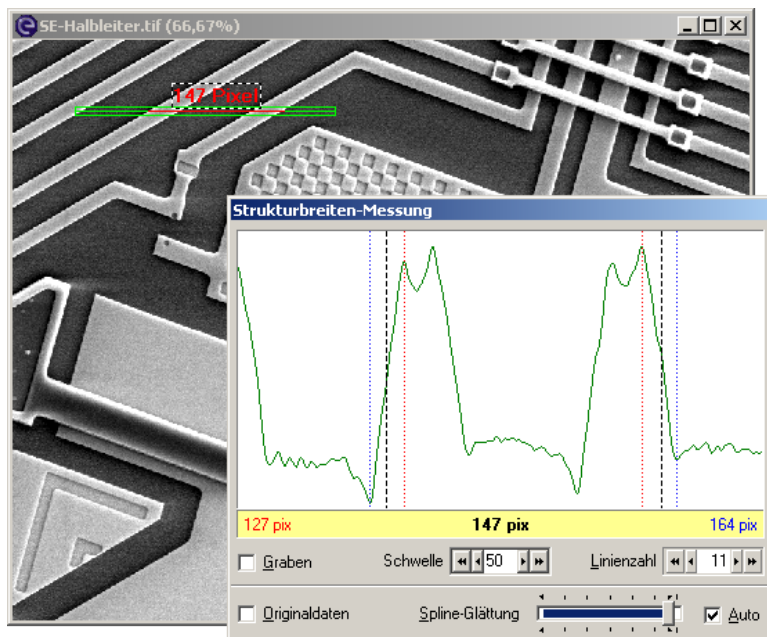 SE-Halbleiter.tif (66,67%)
147 Pixel
Strukturbreiten-Messung
127 pix 147 pix 164 pix
Graben Schwelle 50 Linienzahl 11
Originaldaten Spline-Glättung Auto